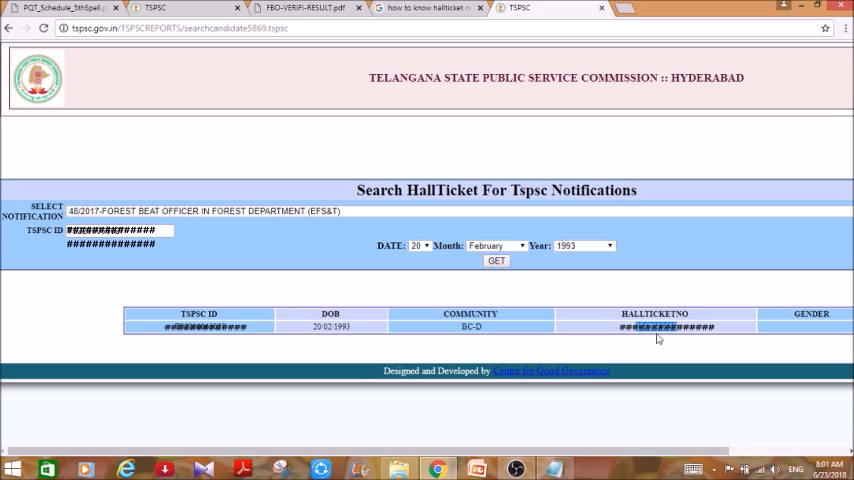 PQT_Schedule_5thSpell.p
TSPSC
FBO-VERIFI-RESULT.pdf
how to know hallticket n
TSPSC
tspsc.gov.in/TSPSCREPORTS/searchcandidate5869.tspsc
TELANGANA STATE PUBLIC SERVICE COMMISSION :: HYDERABAD
Search HallTicket For Tspsc Notifications
SELECT NOTIFICATION 48/2017-FOREST BEAT OFFICER IN FOREST DEPARTMENT (EFS&T)
TSPSC ID ##############
##############
DATE: 20 Month: February Year: 1993
GET
TSPSC ID DOB COMMUNITY HALLTICKETNO GENDER
############# 20/02/1993 BC-D ###############
Designed and Developed by Centre for Good Governance
ENG
8:01 AM
6/23/2018